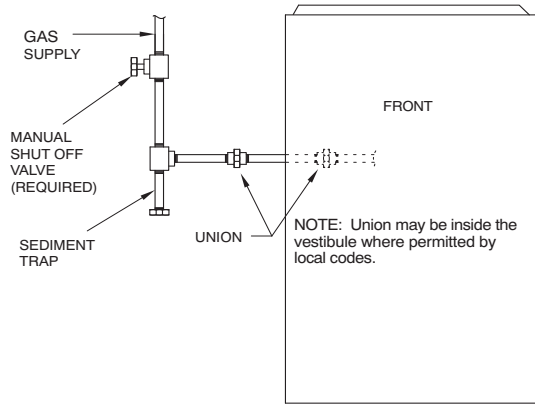 GAS
SUPPLY
MANUAL
SHUT OFF
VALVE
(REQUIRED)
SEDIMENT
TRAP
UNION
FRONT
NOTE: Union may be inside the
vestibule where permitted by
local codes.